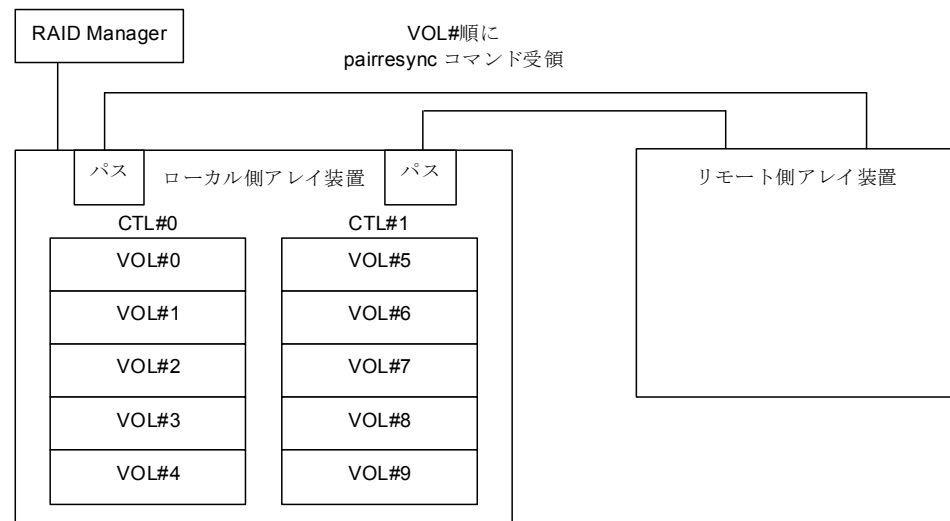 RAID Manager
VOL#順に
pairresync コマンド受領
パス
ローカル側アレイ装置
パス
リモート側アレイ装置
CTL#0
CTL#1
VOL#0
VOL#5
VOL#1
VOL#6
VOL#2
VOL#7
VOL#3
VOL#8
VOL#4
VOL#9